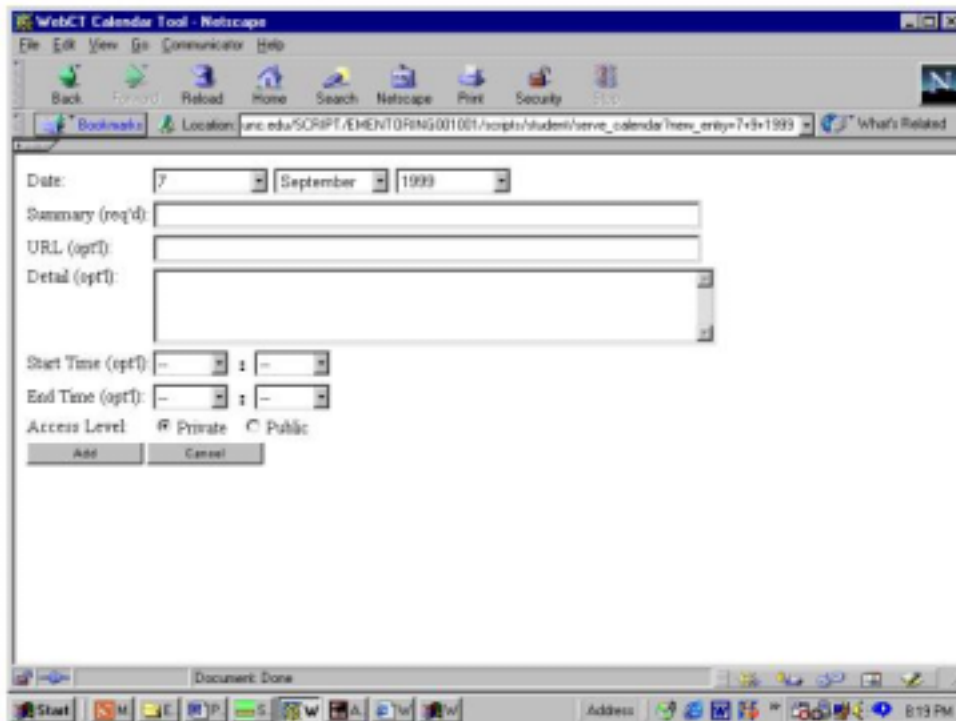 WebCT Calendar Tool - Netscape
File Edit View Go Communicator Help
Back Forward Reload Home Search Netscape Print Security Stop
Bookmarks Location: unc.edu/SCRIPT/EMENTORING001001/scripts/student/serve_calendar?new_entry=7+9+1999 What's Related
Date: 7 September 1999
Summary (req'd):
URL (opt'l):
Detail (opt'l):
Start Time (opt'l): -- : --
End Time (opt'l): -- : --
Access Level: Private Public
Add Cancel
Document: Done
Start M. E. P. S. W A. W W Address 8:19 PM